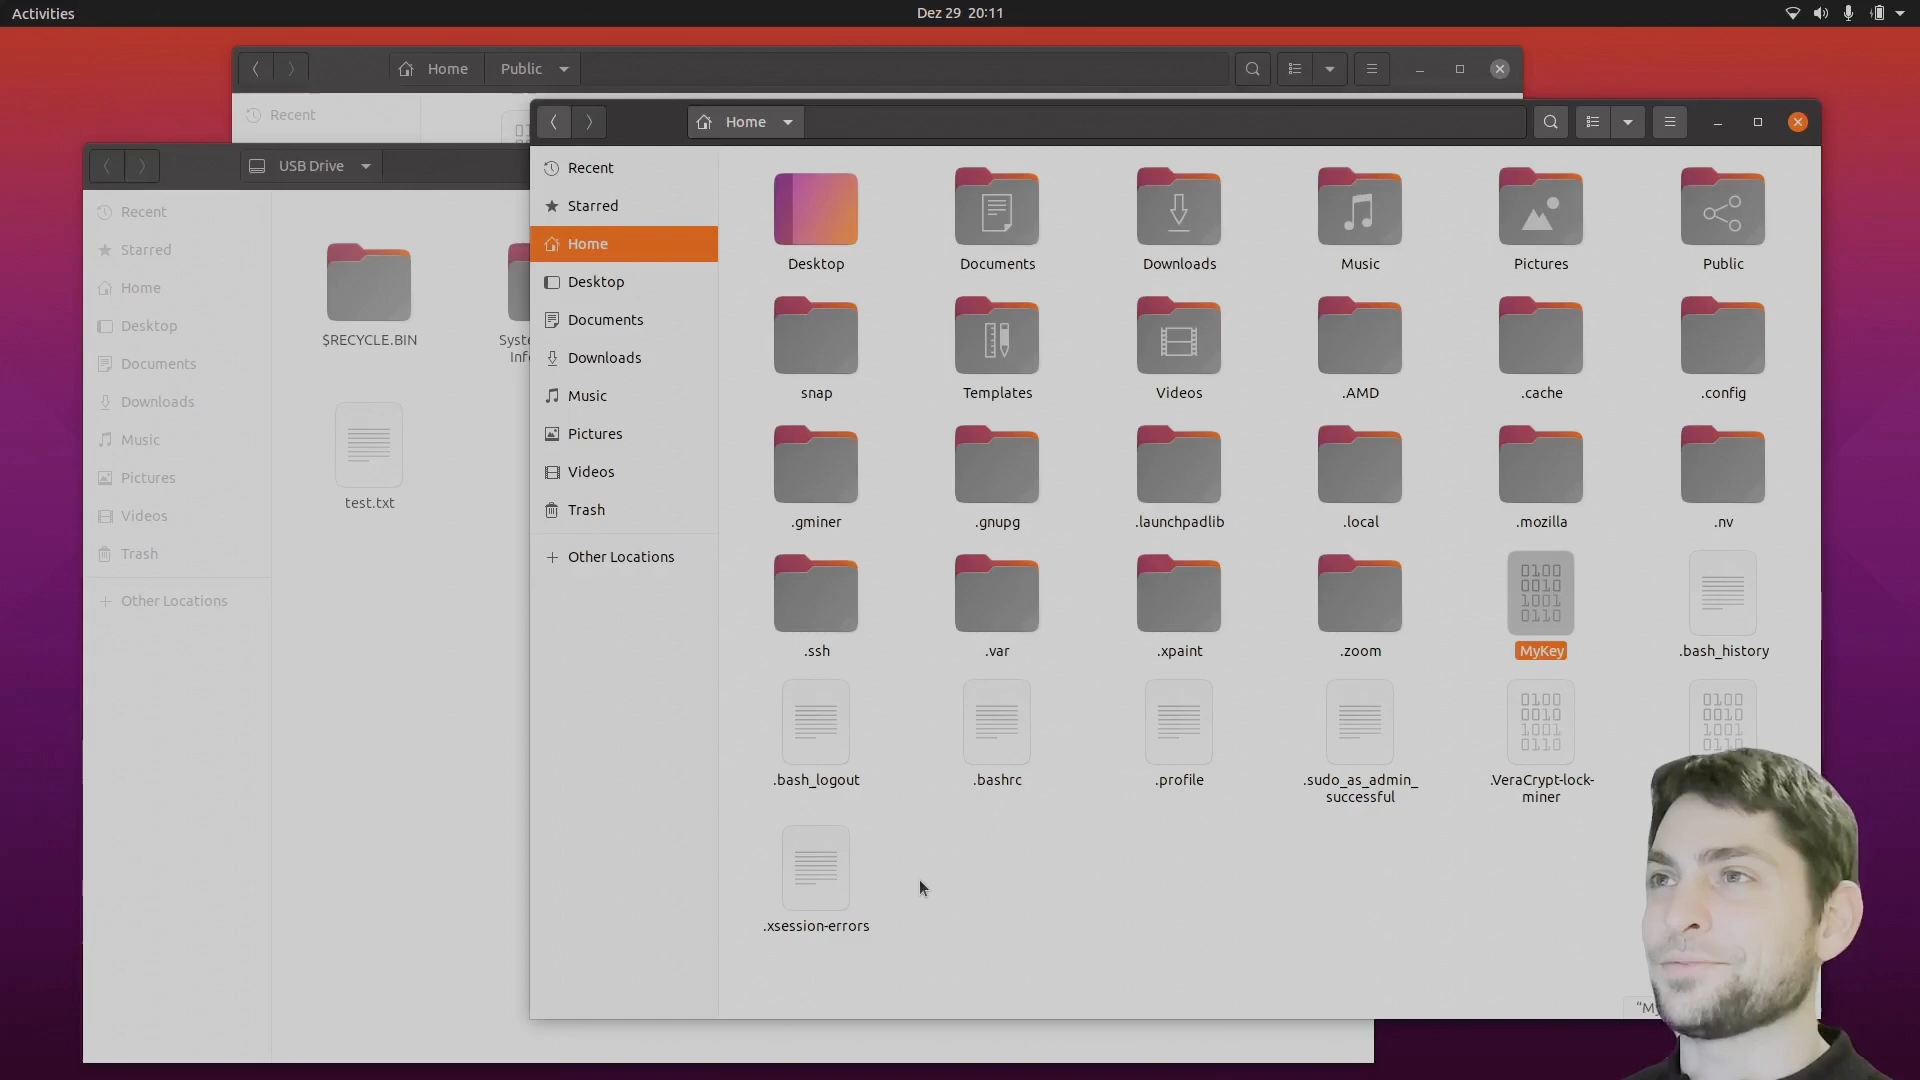 Activities
Dez 29 20:11
Home
Public
Recent
USB Drive
Recent
Starred
Home
Desktop
Documents
Downloads
Music
Pictures
Videos
Trash
Other Locations
$RECYCLE.BIN
test.txt
Home
Recent
Starred
Home
Desktop
Documents
Downloads
Music
Pictures
Videos
Trash
Other Locations
Desktop
Documents
Downloads
Music
Pictures
Public
snap
Templates
Videos
.AMD
.cache
.config
.gminer
.gnupg
.launchpadlib
.local
.mozilla
.nv
.ssh
.var
.xpaint
.zoom
MyKey
.bash_history
.bash_logout
.bashrc
.profile
.sudo_as_admin_
successful
.VeraCrypt-lock-
miner
.xsession-errors